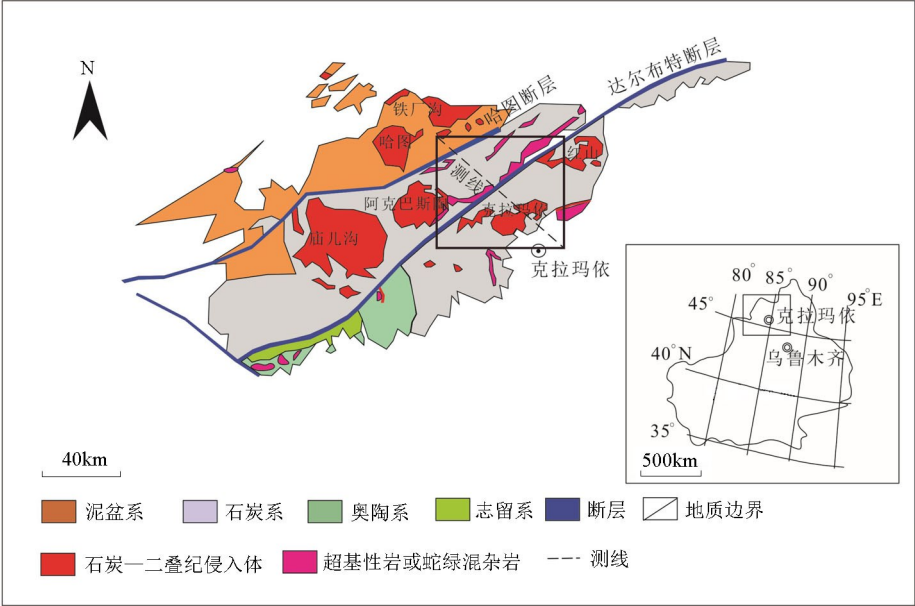 N
达尔布特断层
哈图断层
铁厂沟
哈图
红山
测线
阿克巴斯陶
克拉玛依
庙儿沟
克拉玛依
80° 85° 90°
95°E
45°
克拉玛依
乌鲁木齐
40°N
35°
40km
500km
泥盆系 石炭系 奥陶系 志留系 断层 地质边界
石炭—二叠纪侵入体 超基性岩或蛇绿混杂岩 测线